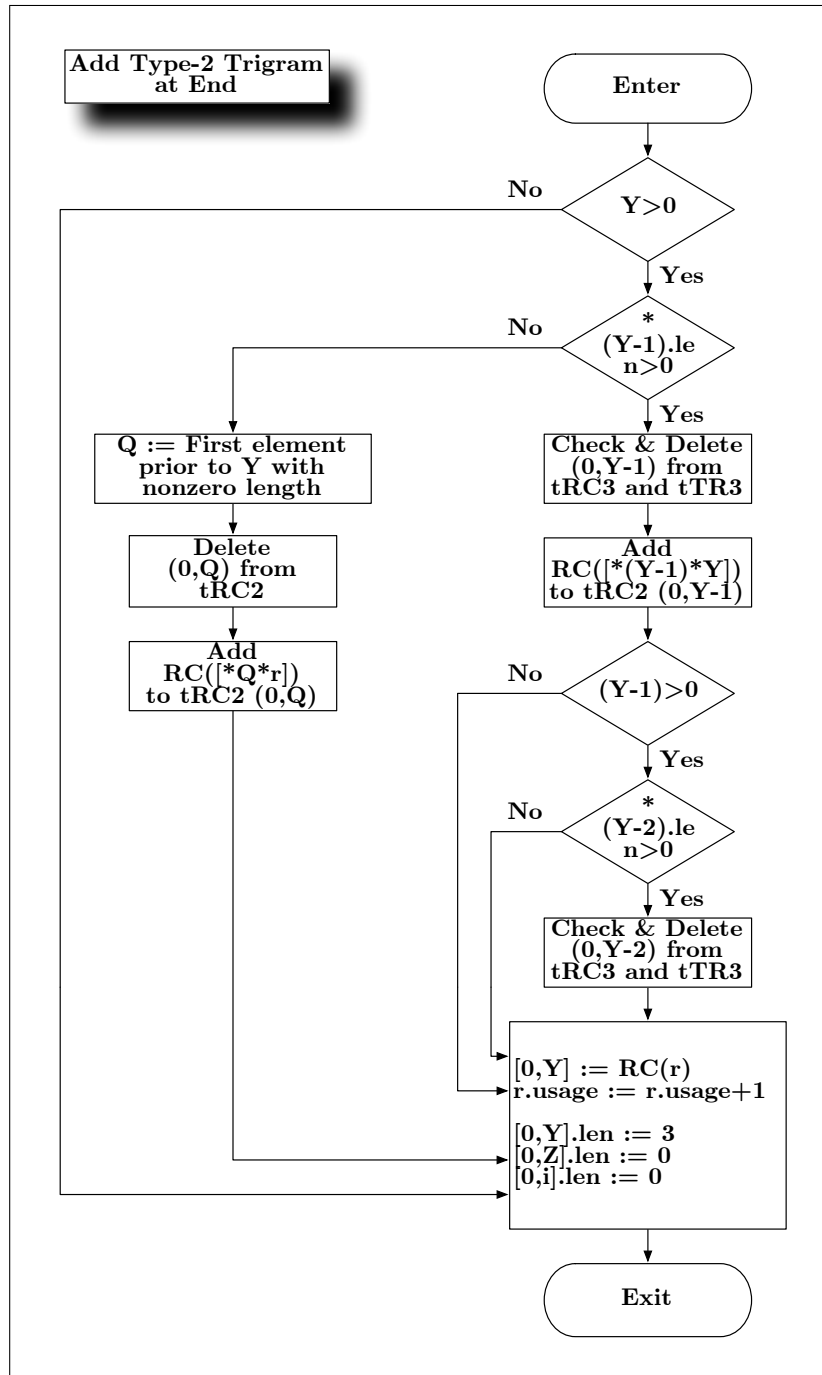 Add Type-2 Trigram
at End
Enter
Y>0
No
Yes
*
(Y-1).le
n>0
No
Yes
Q := First element
prior to Y with
nonzero length
Delete
(0,Q) from
tRC2
Add
RC([*Q*r])
to tRC2 (0,Q)
Check & Delete
(0,Y-1) from
tRC3 and tTR3
Add
RC([*(Y-1)*Y])
to tRC2 (0,Y-1)
(Y-1)>0
No
Yes
*
(Y-2).le
n>0
No
Yes
Check & Delete
(0,Y-2) from
tRC3 and tTR3
[0,Y] := RC(r)
r.usage := r.usage+1
[0,Y].len := 3
[0,Z].len := 0
[0,i].len := 0
Exit